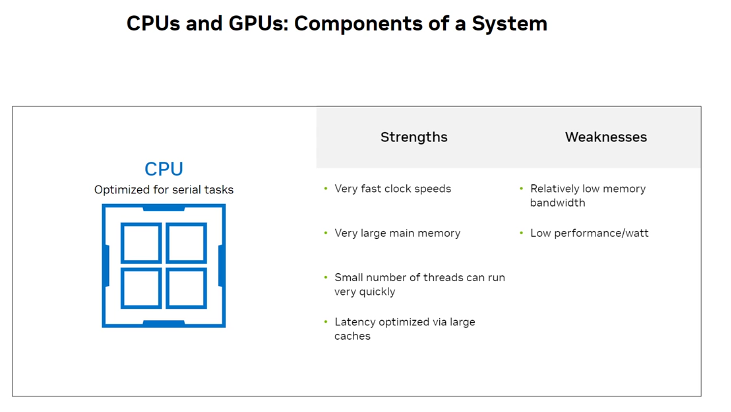 CPUs and GPUs: Components of a System
CPU
Optimized for serial tasks
Strengths
Weaknesses
• Very fast clock speeds
• Very large main memory
• Small number of threads can run
very quickly
• Latency optimized via large
caches
• Relatively low memory
bandwidth
• Low performance/watt